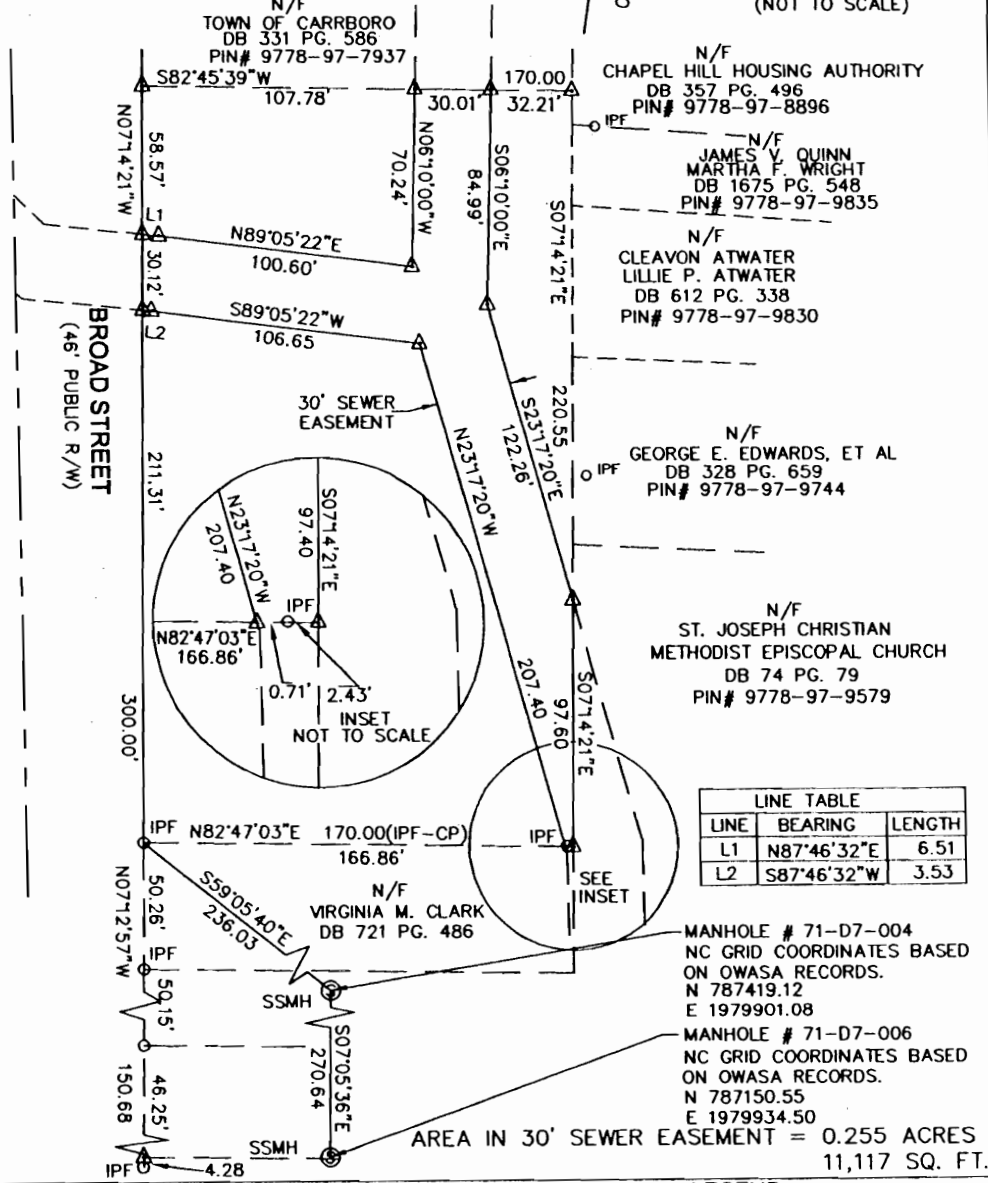 N/F
TOWN OF CARRBORO
DB 331 PG. 586
PIN# 9778-97-7937
(NOT TO SCALE)
N/F
CHAPEL HILL HOUSING AUTHORITY
DB 357 PG. 496
PIN# 9778-97-8896
S82°45'39"W
107.78'
30.01'
170.00
32.21'
IPF
N/F
JAMES V. QUINN
MARTHA F. WRIGHT
DB 1675 PG. 548
PIN# 9778-97-9835
N07°14'21"W
58.57'
N06°10'00"W
70.24'
S06°10'00"E
84.99'
S07°14'21"E
220.55
N/F
CLEAVON ATWATER
LILLIE P. ATWATER
DB 612 PG. 338
PIN# 9778-97-9830
L1
N89°05'22"E
100.60'
30.12'
L2
S89°05'22"W
106.65
BROAD STREET
(46' PUBLIC R/W)
30' SEWER
EASEMENT
S23°17'20"E
122.26'
N23°17'20"W
207.40
IPF
N/F
GEORGE E. EDWARDS, ET AL
DB 328 PG. 659
PIN# 9778-97-9744
211.31'
300.00'
N23°17'20"W
207.40
S07°14'21"E
97.40
IPF
N82°47'03"E
166.86'
0.71'
2.43'
INSET
NOT TO SCALE
N/F
ST. JOSEPH CHRISTIAN
METHODIST EPISCOPAL CHURCH
DB 74 PG. 79
PIN# 9778-97-9579
S07°14'21"E
97.60
LINE TABLE
LINE BEARING LENGTH
L1 N87°46'32"E 6.51
L2 S87°46'32"W 3.53
IPF
N82°47'03"E 170.00(IPF-CP)
166.86'
IPF
SEE
INSET
N/F
VIRGINIA M. CLARK
DB 721 PG. 486
S59°05'40"E
236.03
N07°12'57"W
50.26'
IPF
50.15'
SSMH
MANHOLE # 71-D7-004
NC GRID COORDINATES BASED
ON OWASA RECORDS.
N 787419.12
E 1979901.08
S07°05'36"E
270.64
MANHOLE # 71-D7-006
NC GRID COORDINATES BASED
ON OWASA RECORDS.
N 787150.55
E 1979934.50
46.25'
150.68
SSMH
IPF
4.28
AREA IN 30' SEWER EASEMENT = 0.255 ACRES
11,117 SQ. FT.